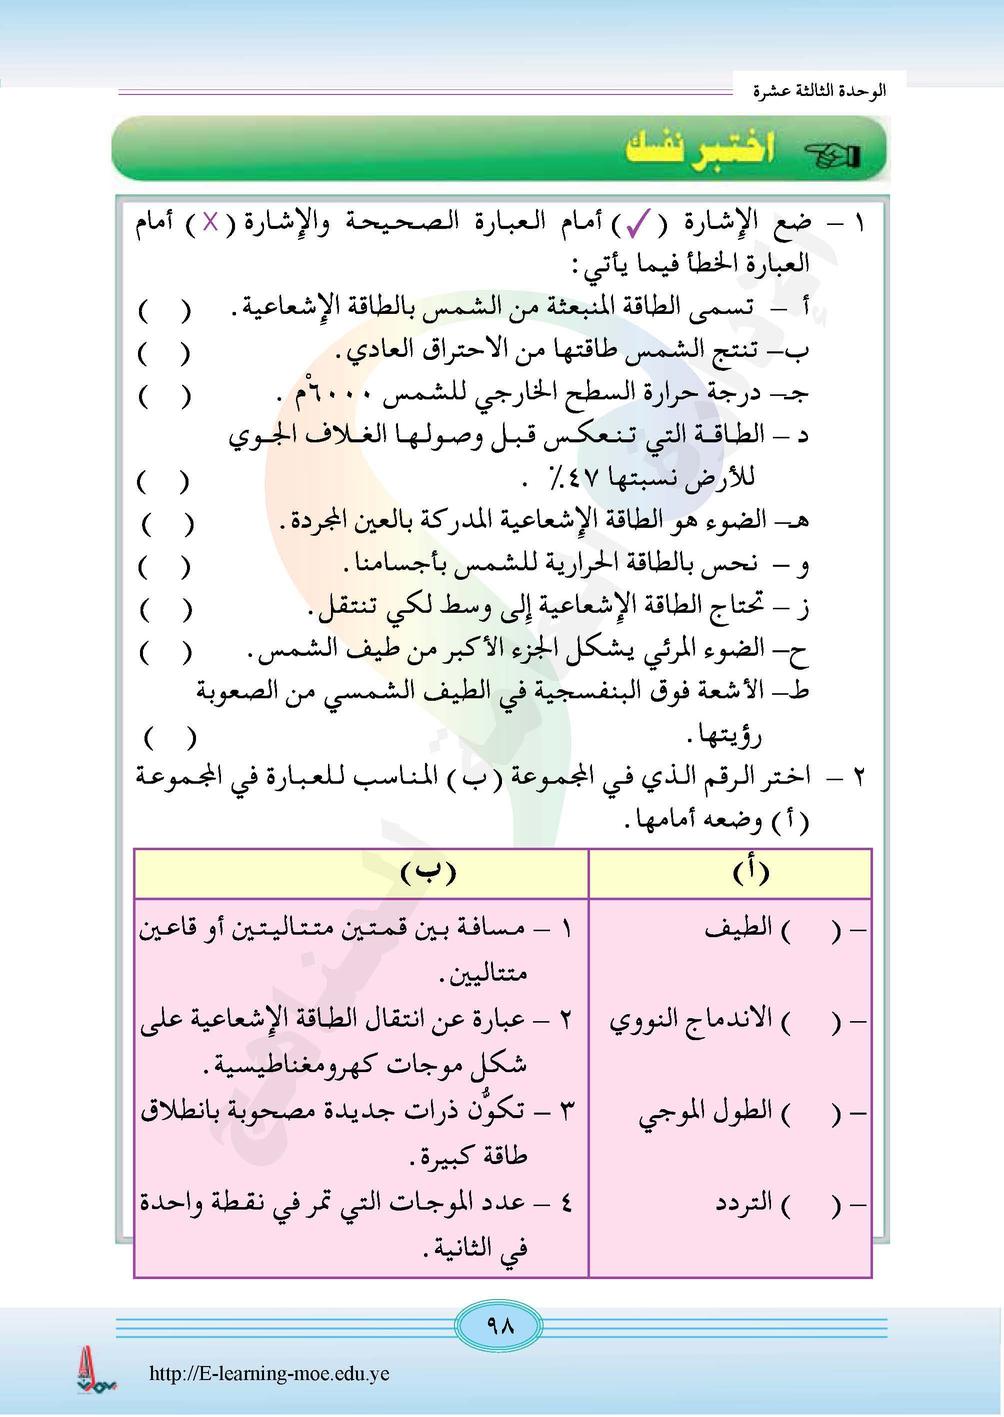 الوحدة الثالثة عشرة
اختبر نفسك
١ – ضع الإشارة (✓) أمام العبارة الصحيحة والإشارة (X) أمام
العبارة الخطأ فيما يأتي:
أ – تسمى الطاقة المنبعثة من الشمس بالطاقة الإشعاعية. ( )
ب– تنتج الشمس طاقتها من الاحتراق العادي. ( )
جـ– درجة حرارة السطح الخارجي للشمس ٦٠٠٠°م . ( )
د – الطاقة التي تنعكس قبل وصولها الغلاف الجوي
للأرض نسبتها ٤٧٪ . ( )
هـ– الضوء هو الطاقة الإشعاعية المدركة بالعين المجردة. ( )
و – نحس بالطاقة الحرارية للشمس بأجسامنا. ( )
ز – تحتاج الطاقة الإشعاعية إلى وسط لكي تنتقل. ( )
ح– الضوء المرئي يشكل الجزء الأكبر من طيف الشمس. ( )
ط– الأشعة فوق البنفسجية في الطيف الشمسي من الصعوبة
رؤيتها. ( )
٢ – اختر الرقم الذي في المجموعة (ب) المناسب للعبارة في المجموعة
(أ) وضعه أمامها.
(أ) (ب)
– ( ) الطيف ١ – مسافة بين قمتين متتاليتين أو قاعين
متتاليين.
– ( ) الاندماج النووي ٢ – عبارة عن انتقال الطاقة الإشعاعية على
شكل موجات كهرومغناطيسية.
– ( ) الطول الموجي ٣ – تكوُّن ذرات جديدة مصحوبة بانطلاق
طاقة كبيرة.
– ( ) التردد ٤ – عدد الموجات التي تمر في نقطة واحدة
في الثانية.
٩٨
http://E-learning-moe.edu.ye